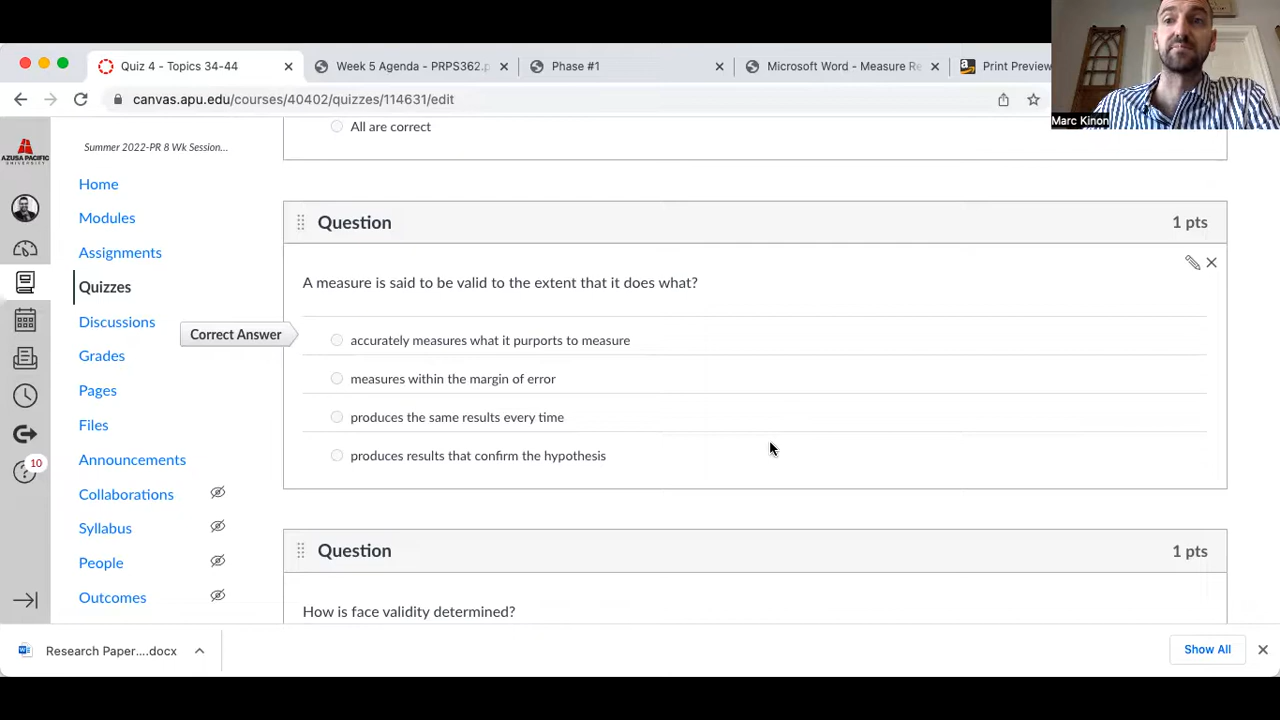 Quiz 4 - Topics 34-44
Week 5 Agenda - PRPS362.p
Phase #1
Microsoft Word - Measure Re
Print Preview
canvas.apu.edu/courses/40402/quizzes/114631/edit
Marc Kinon
AZUSA PACIFIC
UNIVERSITY
Summer 2022-PR 8 Wk Session...
Home
Modules
Assignments
Quizzes
Discussions
Grades
Pages
Files
Announcements
Collaborations
Syllabus
People
Outcomes
10
All are correct
Question
1 pts
A measure is said to be valid to the extent that it does what?
Correct Answer
accurately measures what it purports to measure
measures within the margin of error
produces the same results every time
produces results that confirm the hypothesis
Question
1 pts
How is face validity determined?
Research Paper....docx
Show All